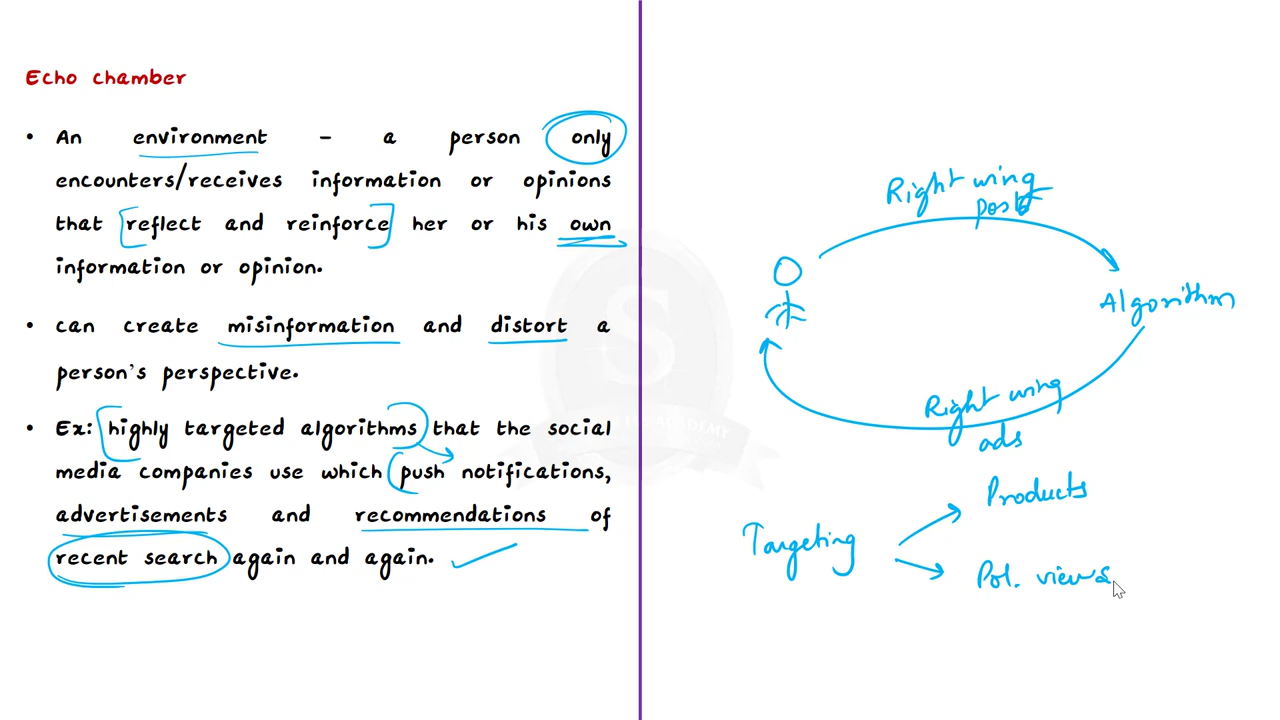 Echo chamber
• An environment – a person only
encounters/receives information or opinions
that reflect and reinforce her or his own
information or opinion.
• can create misinformation and distort a
person's perspective.
• Ex: highly targeted algorithms that the social
media companies use which push notifications,
advertisements and recommendations of
recent search again and again.
Right wing
posts
Algorithm
Right wing
ads
Products
Targeting
Pol. views